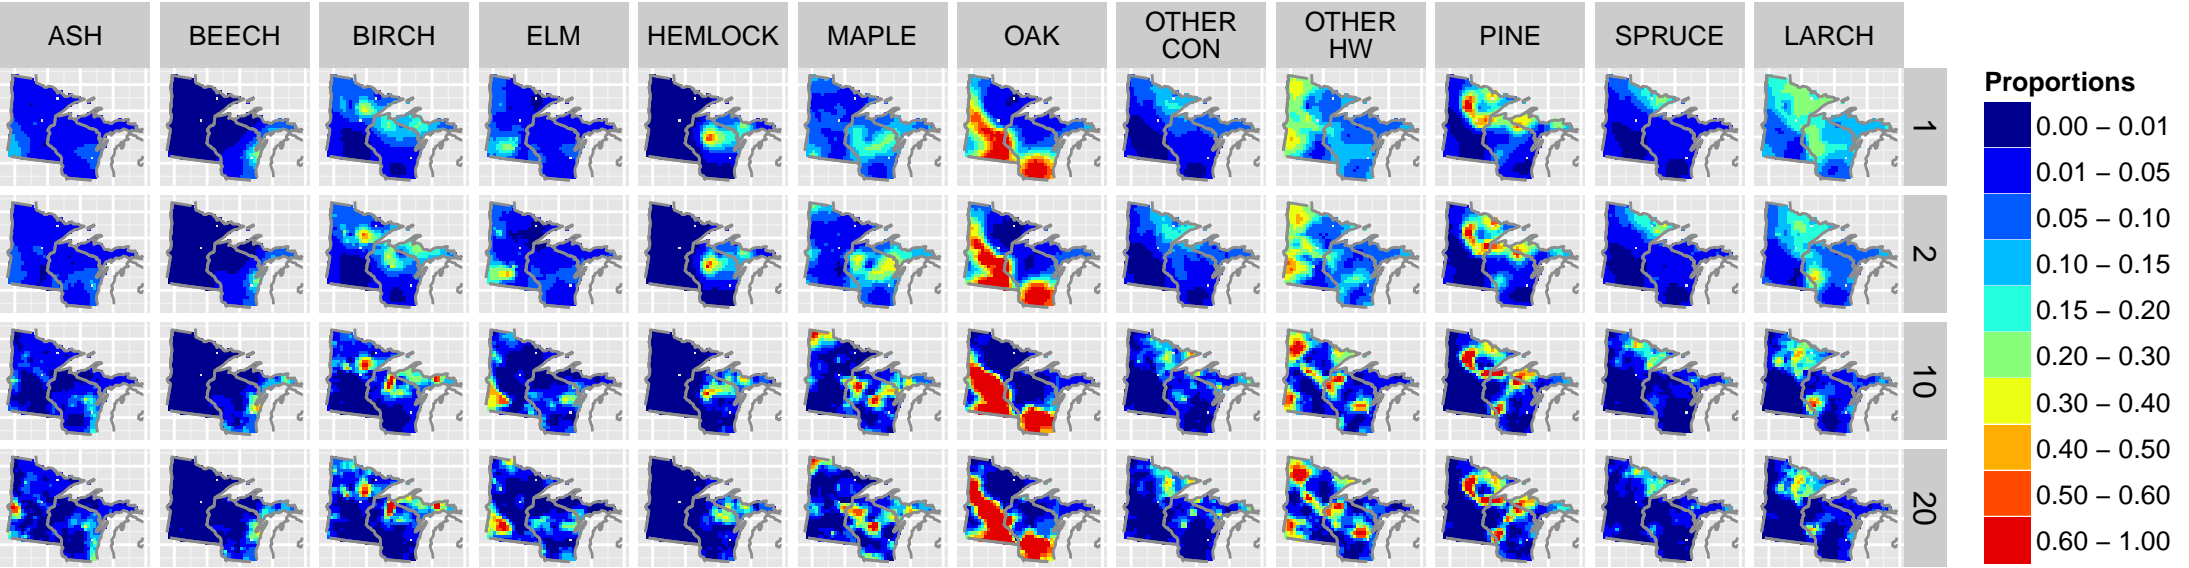 ASH
BEECH
BIRCH
ELM
HEMLOCK
MAPLE
OAK
OTHER
CON
OTHER
HW
PINE
SPRUCE
LARCH
1
2
10
20
Proportions
0.00 – 0.01
0.01 – 0.05
0.05 – 0.10
0.10 – 0.15
0.15 – 0.20
0.20 – 0.30
0.30 – 0.40
0.40 – 0.50
0.50 – 0.60
0.60 – 1.00